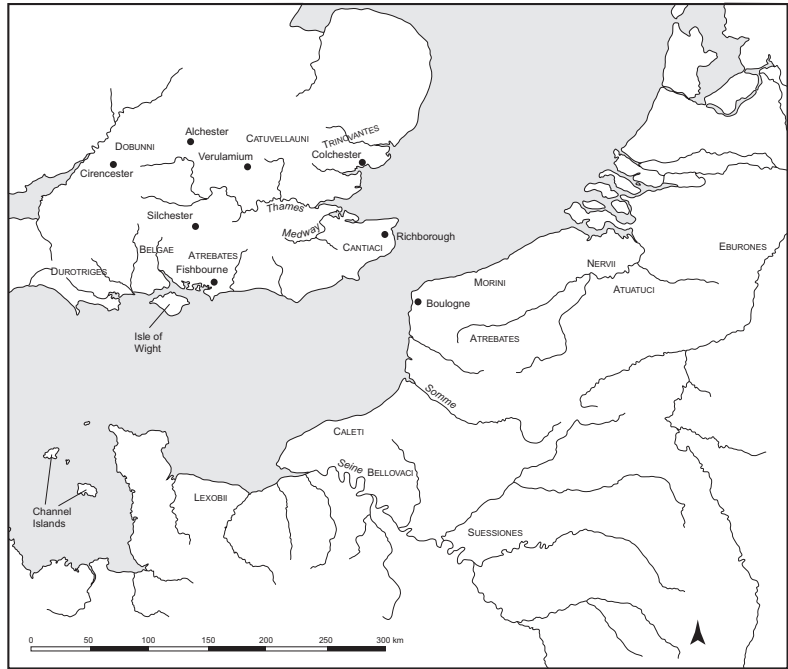 Alchester
DOBUNNI
CATUVELLAUNI
TRINOVANTES
Verulamium
Colchester
Cirencester
Thames
Silchester
Medway
Richborough
BELGAE
ATREBATES
CANTIACI
Fishbourne
DUROTRIGES
NERVII
EBURONES
MORINI
ATUATUCI
Boulogne
Isle of
Wight
ATREBATES
Somme
CALETI
Seine
BELLOVACI
LEXOBII
Channel
Islands
SUESSIONES
0 50 100 150 200 250 300 km